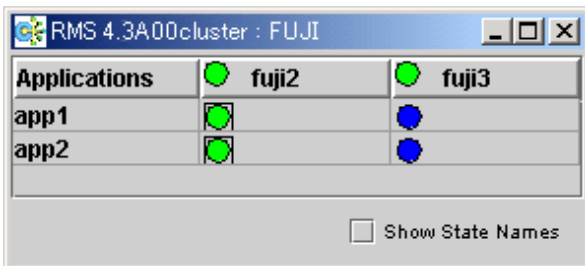 RMS 4.3A00cluster : FUJI
Applications fuji2 fuji3
app1
app2
Show State Names